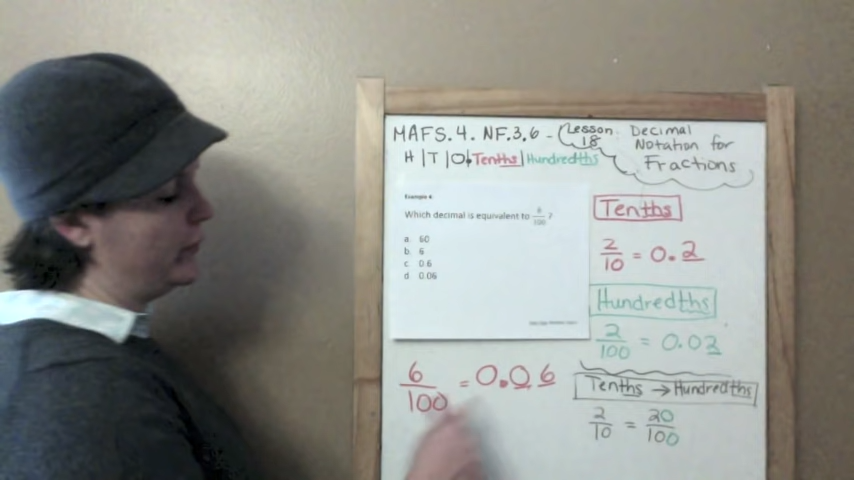 MAFS.4.NF.3.6 - Lesson 18: Decimal Notation for Fractions
H | T | O . Tenths | Hundredths
Example 4:
Which decimal is equivalent to 6/100 ?
a. 60
b. 6
c. 0.6
d. 0.06
6/100 = 0.06
Tenths
2/10 = 0.2
Hundredths
2/100 = 0.02
Tenths → Hundredths
2/10 = 20/100